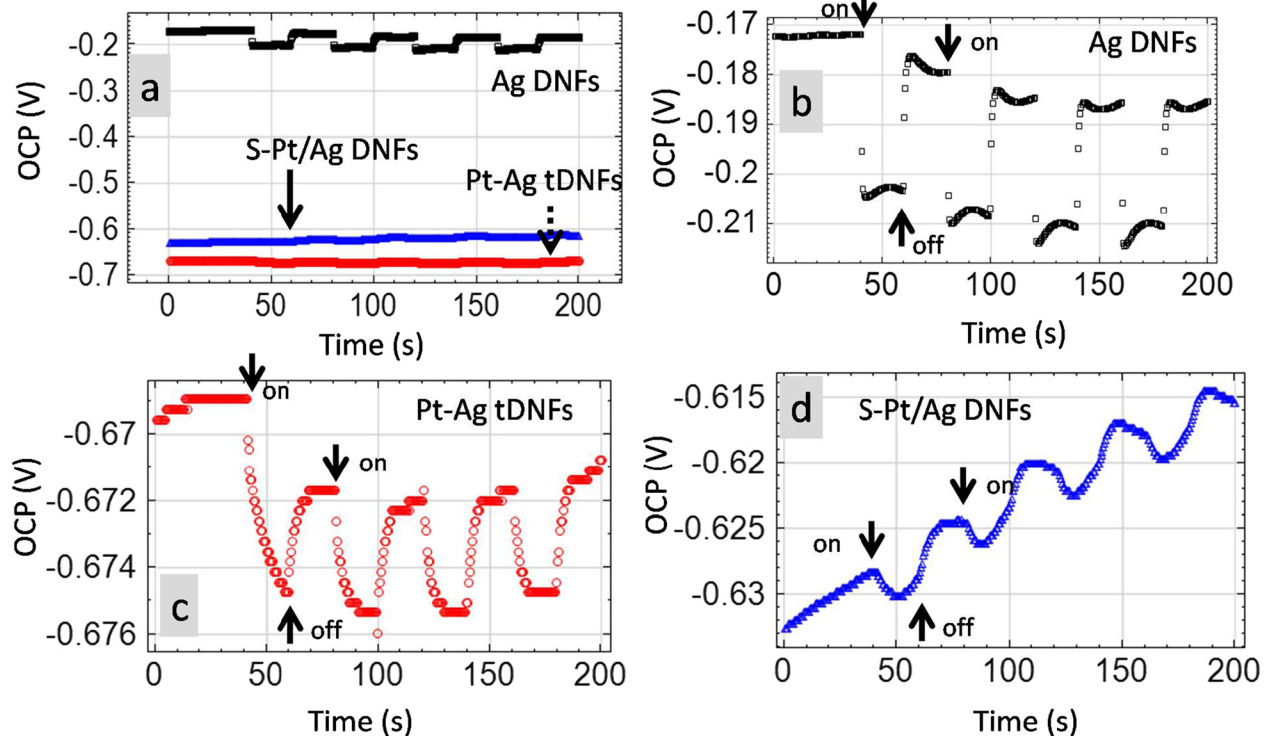 -0.2
-0.3
-0.4
-0.5
-0.6
-0.7
OCP (V)
a
Ag DNFs
S-Pt/Ag DNFs
Pt-Ag tDNFs
0 50 100 150 200
Time (s)
on
-0.17
-0.18
-0.19
-0.2
-0.21
OCP (V)
b
on
Ag DNFs
off
0 50 100 150 200
Time (s)
on
-0.67
-0.672
-0.674
-0.676
OCP (V)
Pt-Ag tDNFs
on
c
off
0 50 100 150 200
Time (s)
-0.615
-0.62
-0.625
-0.63
OCP (V)
d
S-Pt/Ag DNFs
on
on
off
0 50 100 150 200
Time (s)